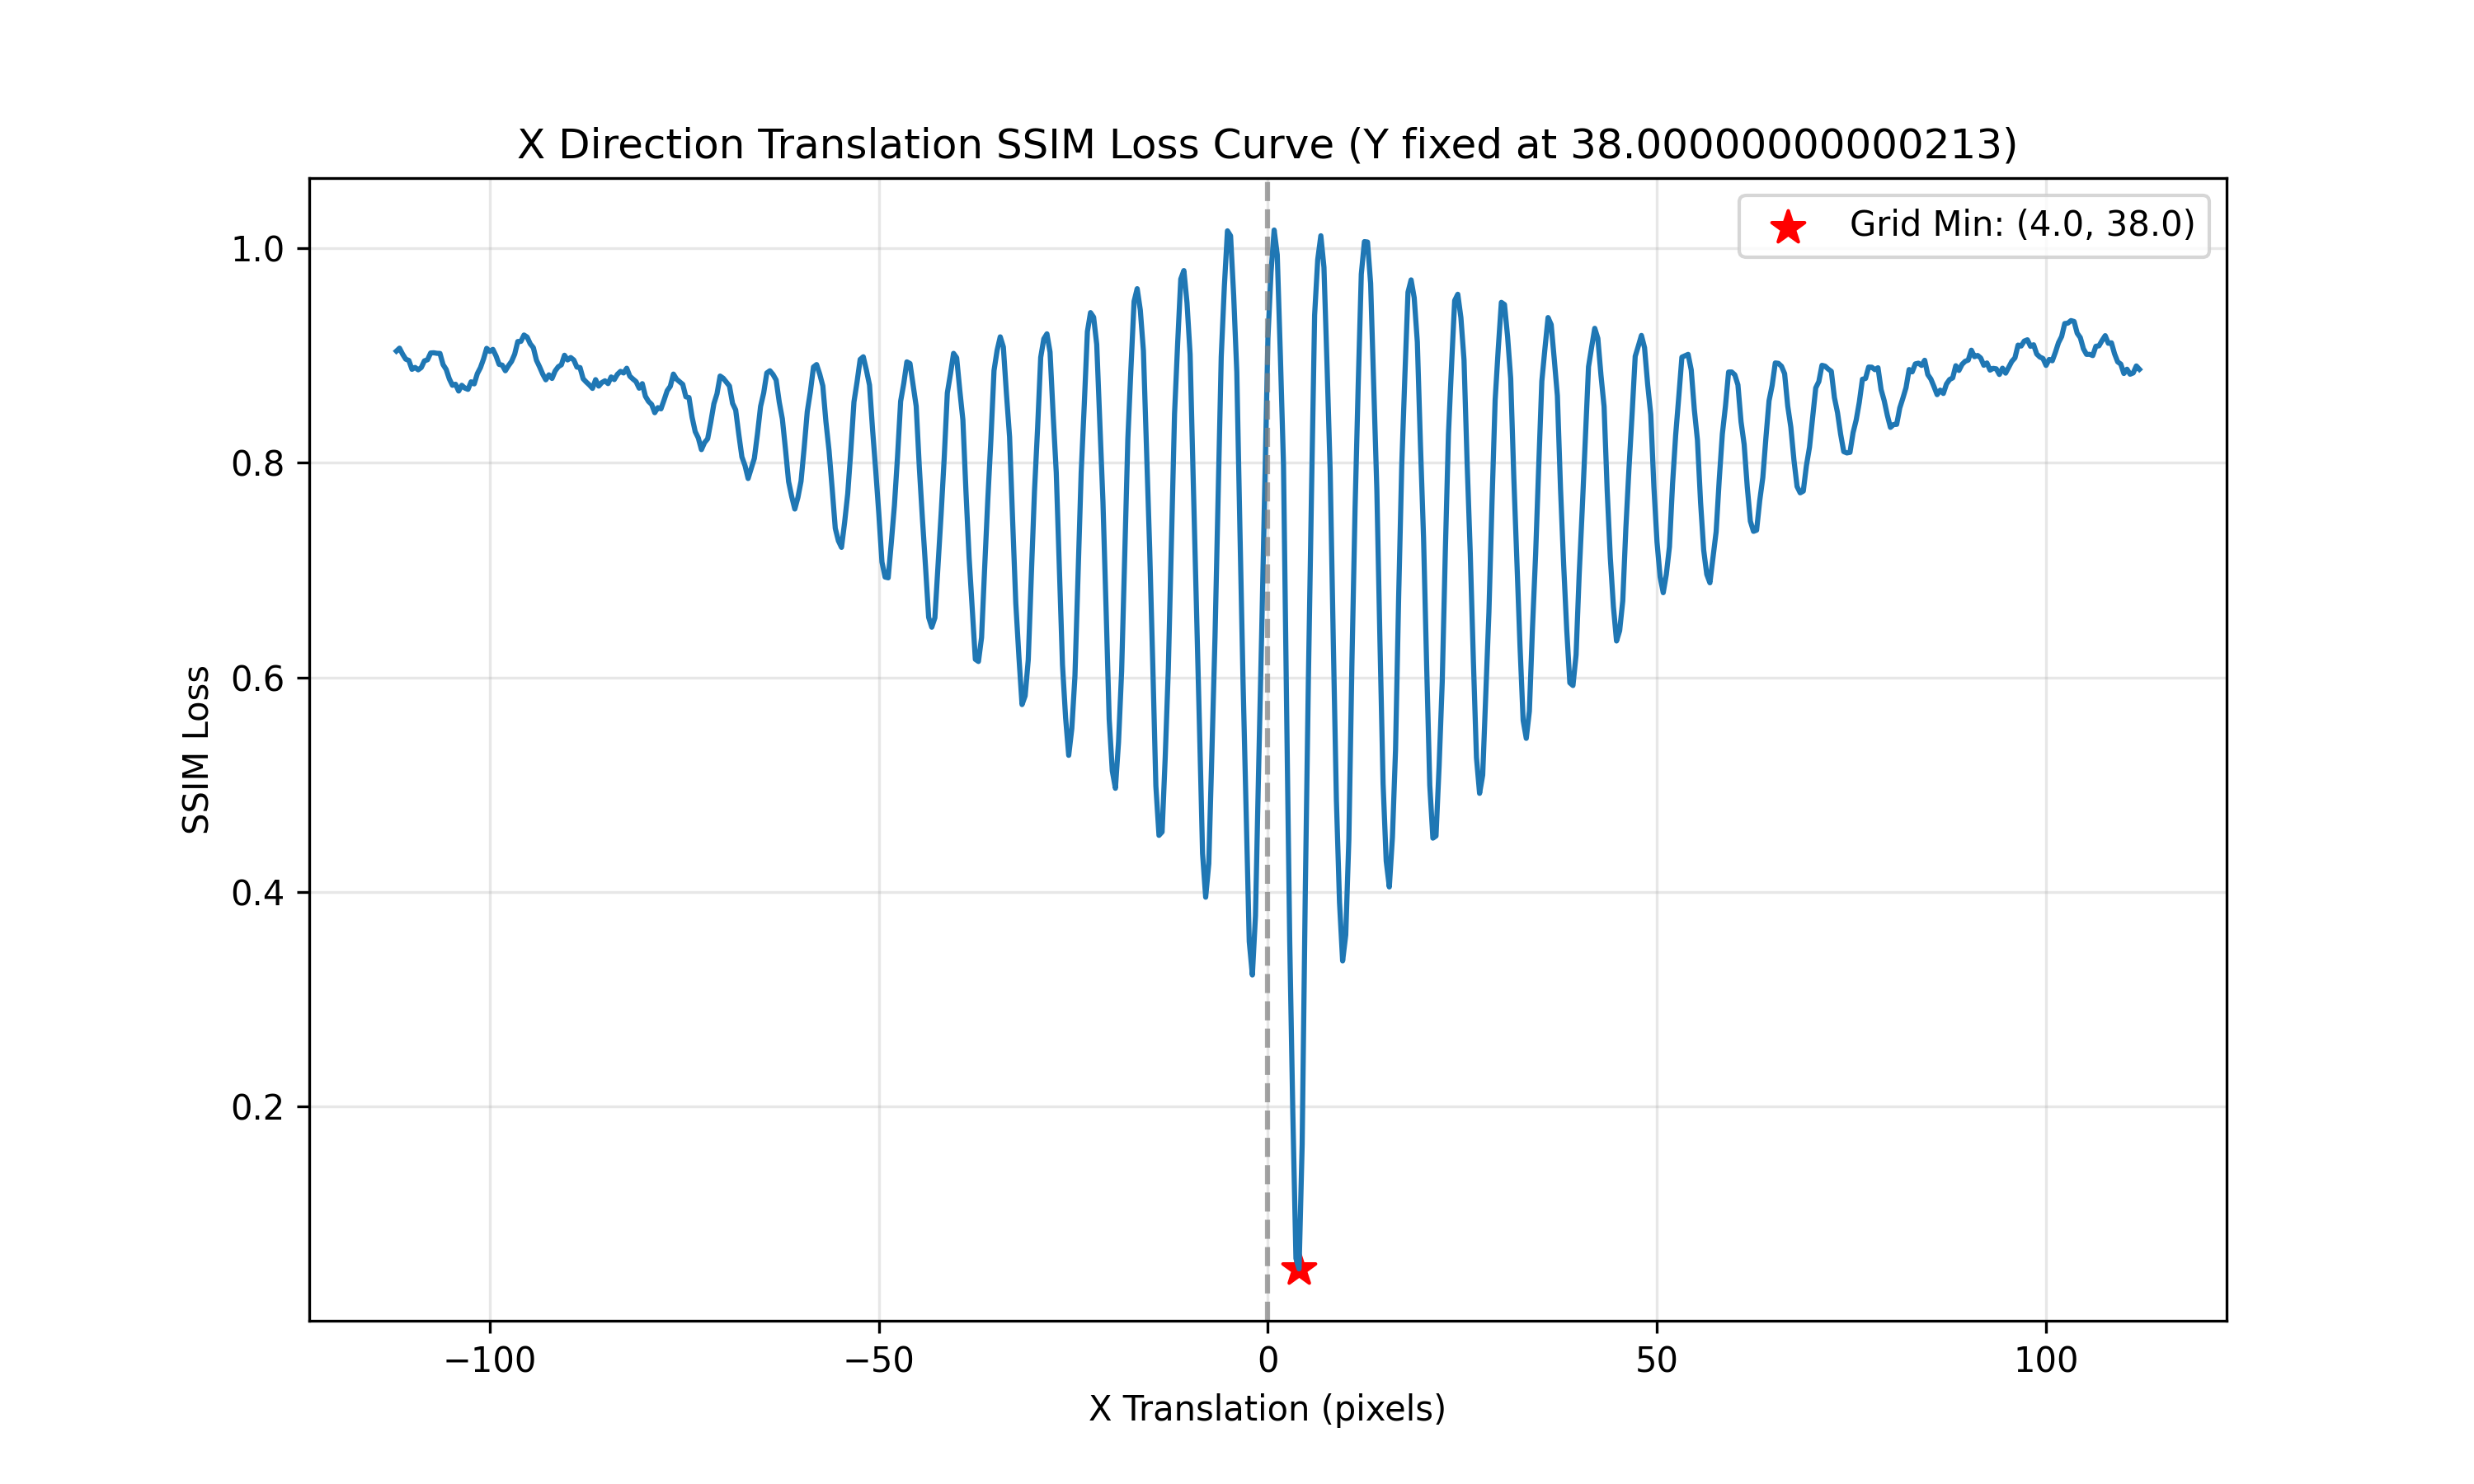 X Direction Translation SSIM Loss Curve (Y fixed at 38.00000000000213)
Grid Min: (4.0, 38.0)
1.0
0.8
0.6
0.4
0.2
SSIM Loss
−100
−50
0
50
100
X Translation (pixels)